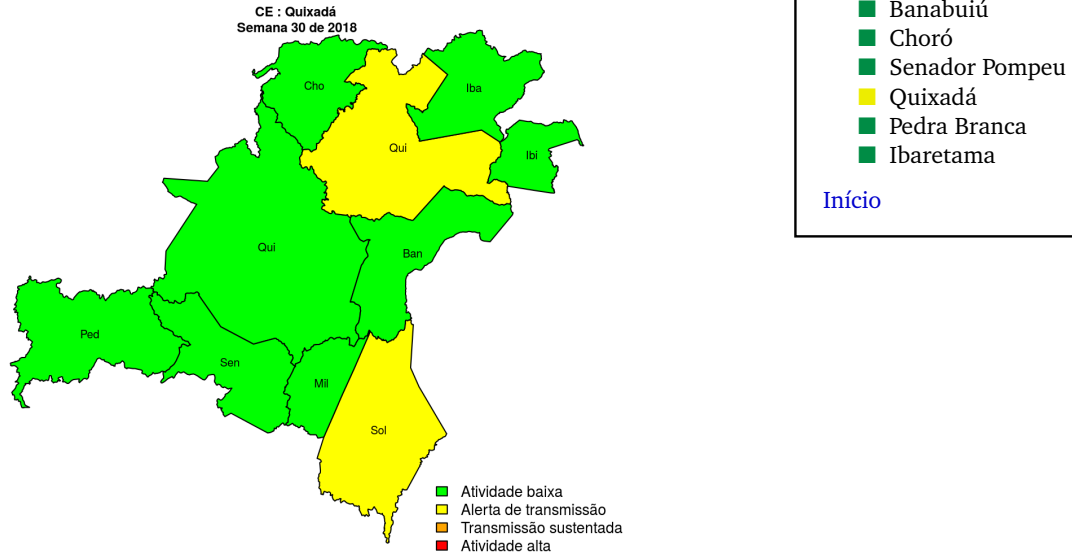 CE : Quixadá
Semana 30 de 2018
Cho
Iba
Qui
Ibi
Qui
Ban
Ped
Sen
Mil
Sol
Atividade baixa
Alerta de transmissão
Transmissão sustentada
Atividade alta
Banabuiú
Choró
Senador Pompeu
Quixadá
Pedra Branca
Ibaretama
Início